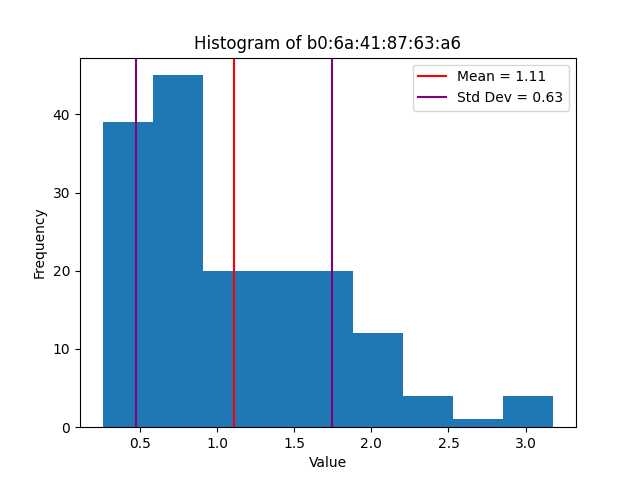 Histogram of b0:6a:41:87:63:a6
Mean = 1.11
Std Dev = 0.63
Frequency
40
30
20
10
0
0.5 1.0 1.5 2.0 2.5 3.0
Value